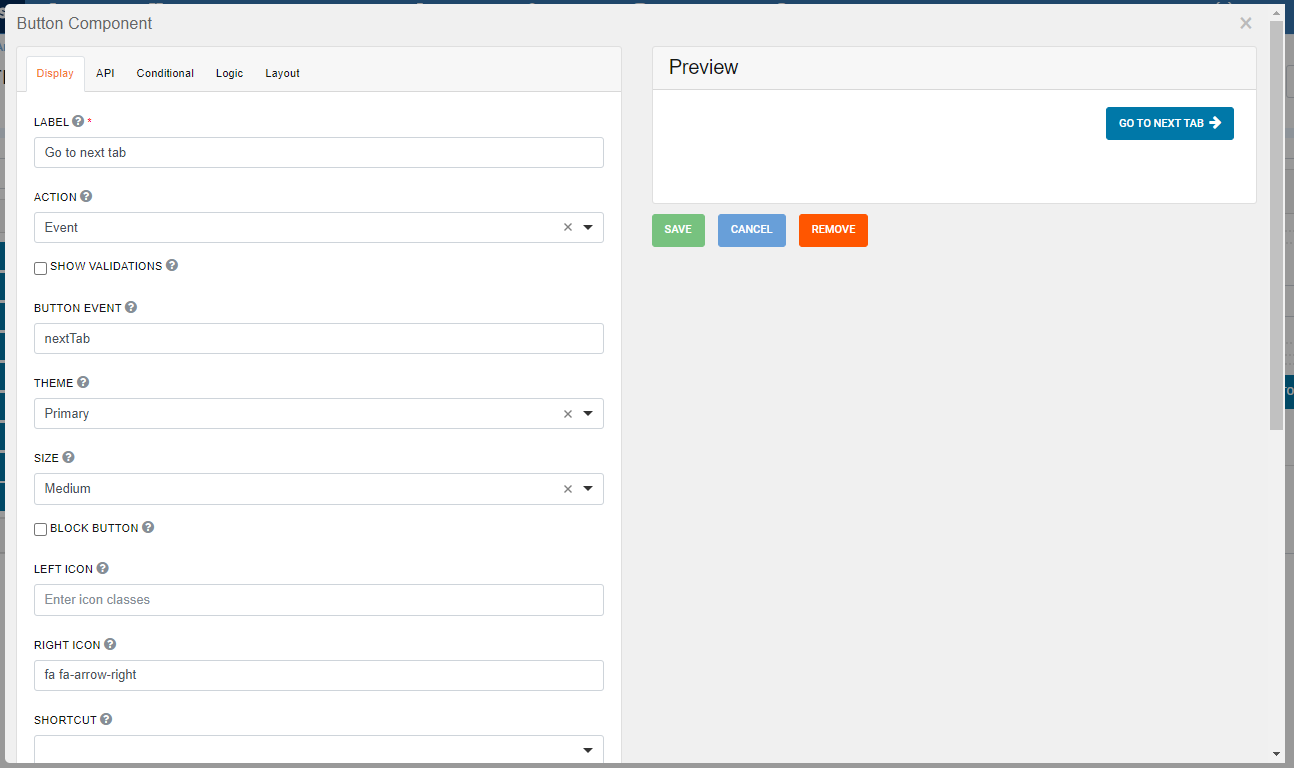 Button Component
×
Display API Conditional Logic Layout
LABEL *
Go to next tab
ACTION
Event
SHOW VALIDATIONS
BUTTON EVENT
nextTab
THEME
Primary
SIZE
Medium
BLOCK BUTTON
LEFT ICON
Enter icon classes
RIGHT ICON
fa fa-arrow-right
SHORTCUT
Preview
GO TO NEXT TAB
SAVE CANCEL REMOVE